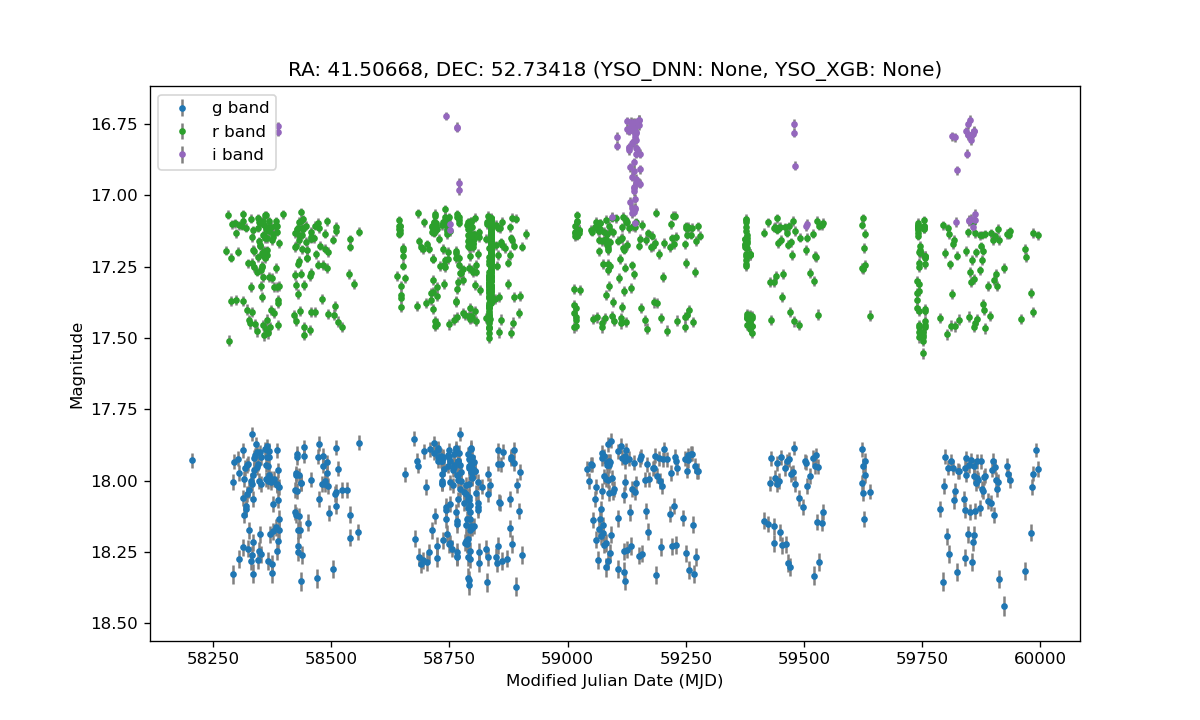 RA: 41.50668, DEC: 52.73418 (YSO_DNN: None, YSO_XGB: None)
g band
r band
i band
16.75
17.00
17.25
17.50
17.75
18.00
18.25
18.50
Magnitude
58250 58500 58750 59000 59250 59500 59750 60000
Modified Julian Date (MJD)